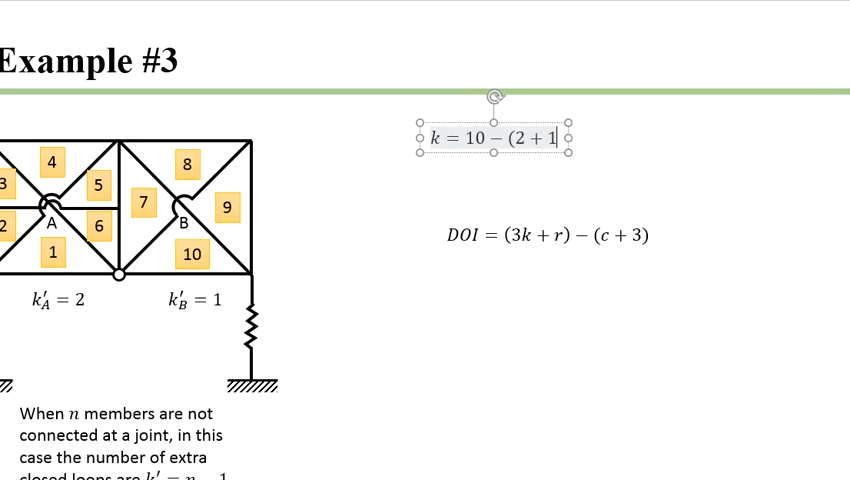 Example #3
k = 10 − (2 + 1
4
8
3
5
7
9
2
A
6
B
1
10
DOI = (3k + r) − (c + 3)
k′_A = 2
k′_B = 1
When n members are not
connected at a joint, in this
case the number of extra
closed loops are k′ = n − 1